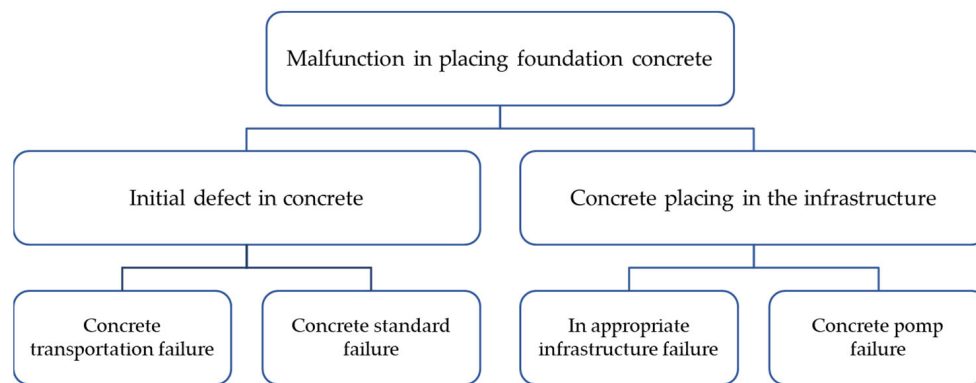 Malfunction in placing foundation concrete
Initial defect in concrete
Concrete placing in the infrastructure
Concrete
transportation failure
Concrete standard
failure
In appropriate
infrastructure failure
Concrete pomp
failure